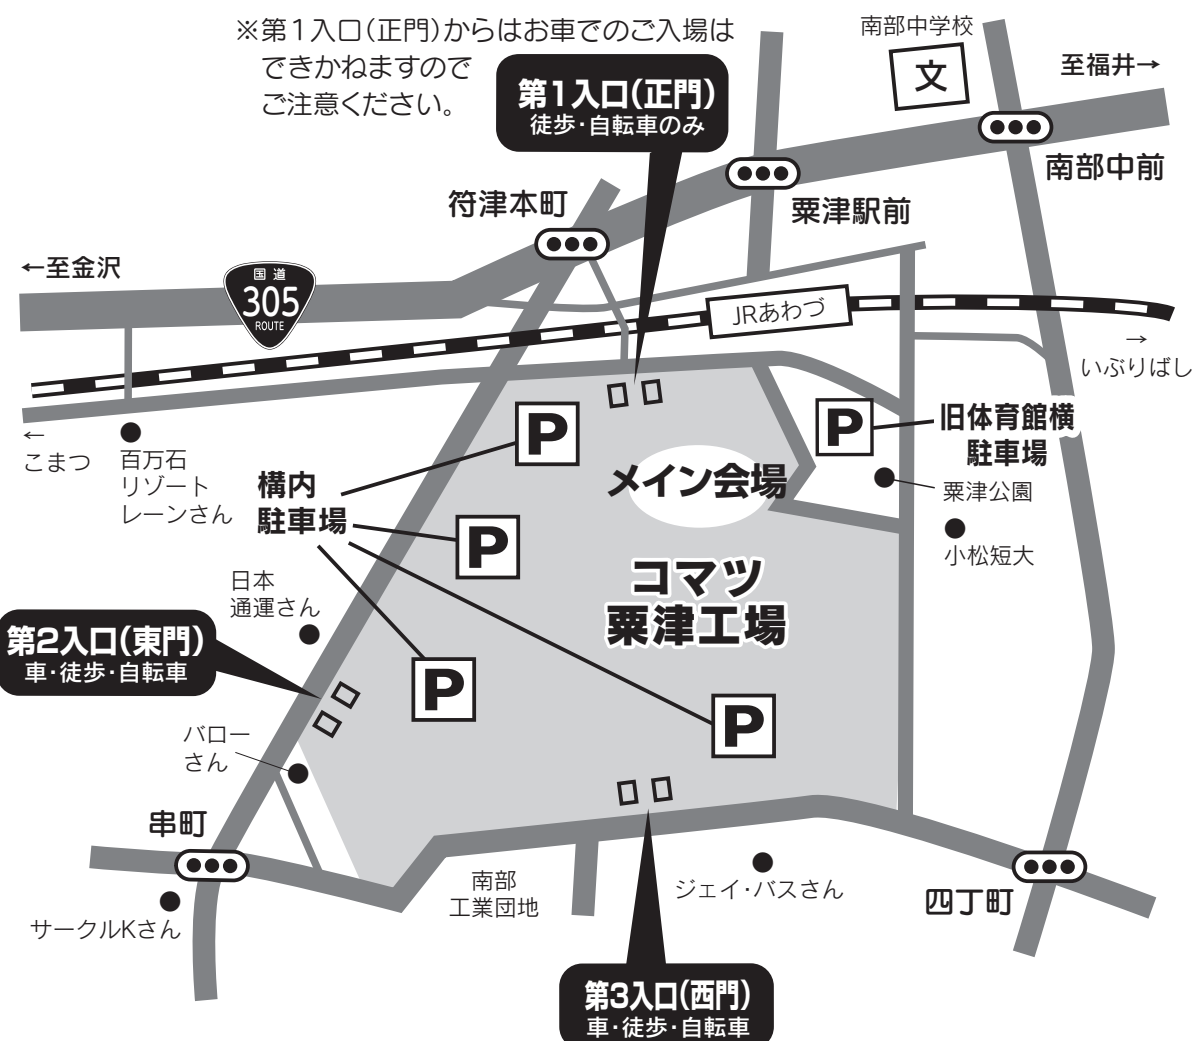 ※第1入口（正門）からはお車でのご入場は
できかねますので
ご注意ください。
南部中学校
文
至福井→
第1入口（正門）
徒歩・自転車のみ
南部中前
粟津駅前
符津本町
←至金沢
国道
305
ROUTE
JRあわづ
→
いぶりばし
←
こまつ
百万石
リゾート
レーンさん
P
P
旧体育館横
駐車場
メイン会場
粟津公園
構内
駐車場
P
小松短大
コマツ
粟津工場
日本
通運さん
第2入口（東門）
車・徒歩・自転車
P
P
バロー
さん
串町
サークルKさん
南部
工業団地
ジェイ・バスさん
四丁町
第3入口（西門）
車・徒歩・自転車